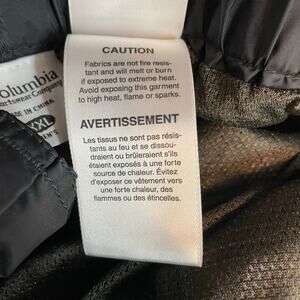 Columbia
Sportswear Company
MADE IN CHINA
XXL
MEN'S
CAUTION
Fabrics are not fire resis-
tant and will melt or burn
if exposed to extreme heat.
Avoid exposing this garment
to high heat, flame or sparks.
AVERTISSEMENT
Les tissus ne sont pas résis-
tants au feu et se dissou-
draient ou brûleraient s'ils
étaient exposés à une forte
source de chaleur. Évitez
d'exposer ce vêtement vers
une forte chaleur, des
flammes ou des étincelles.